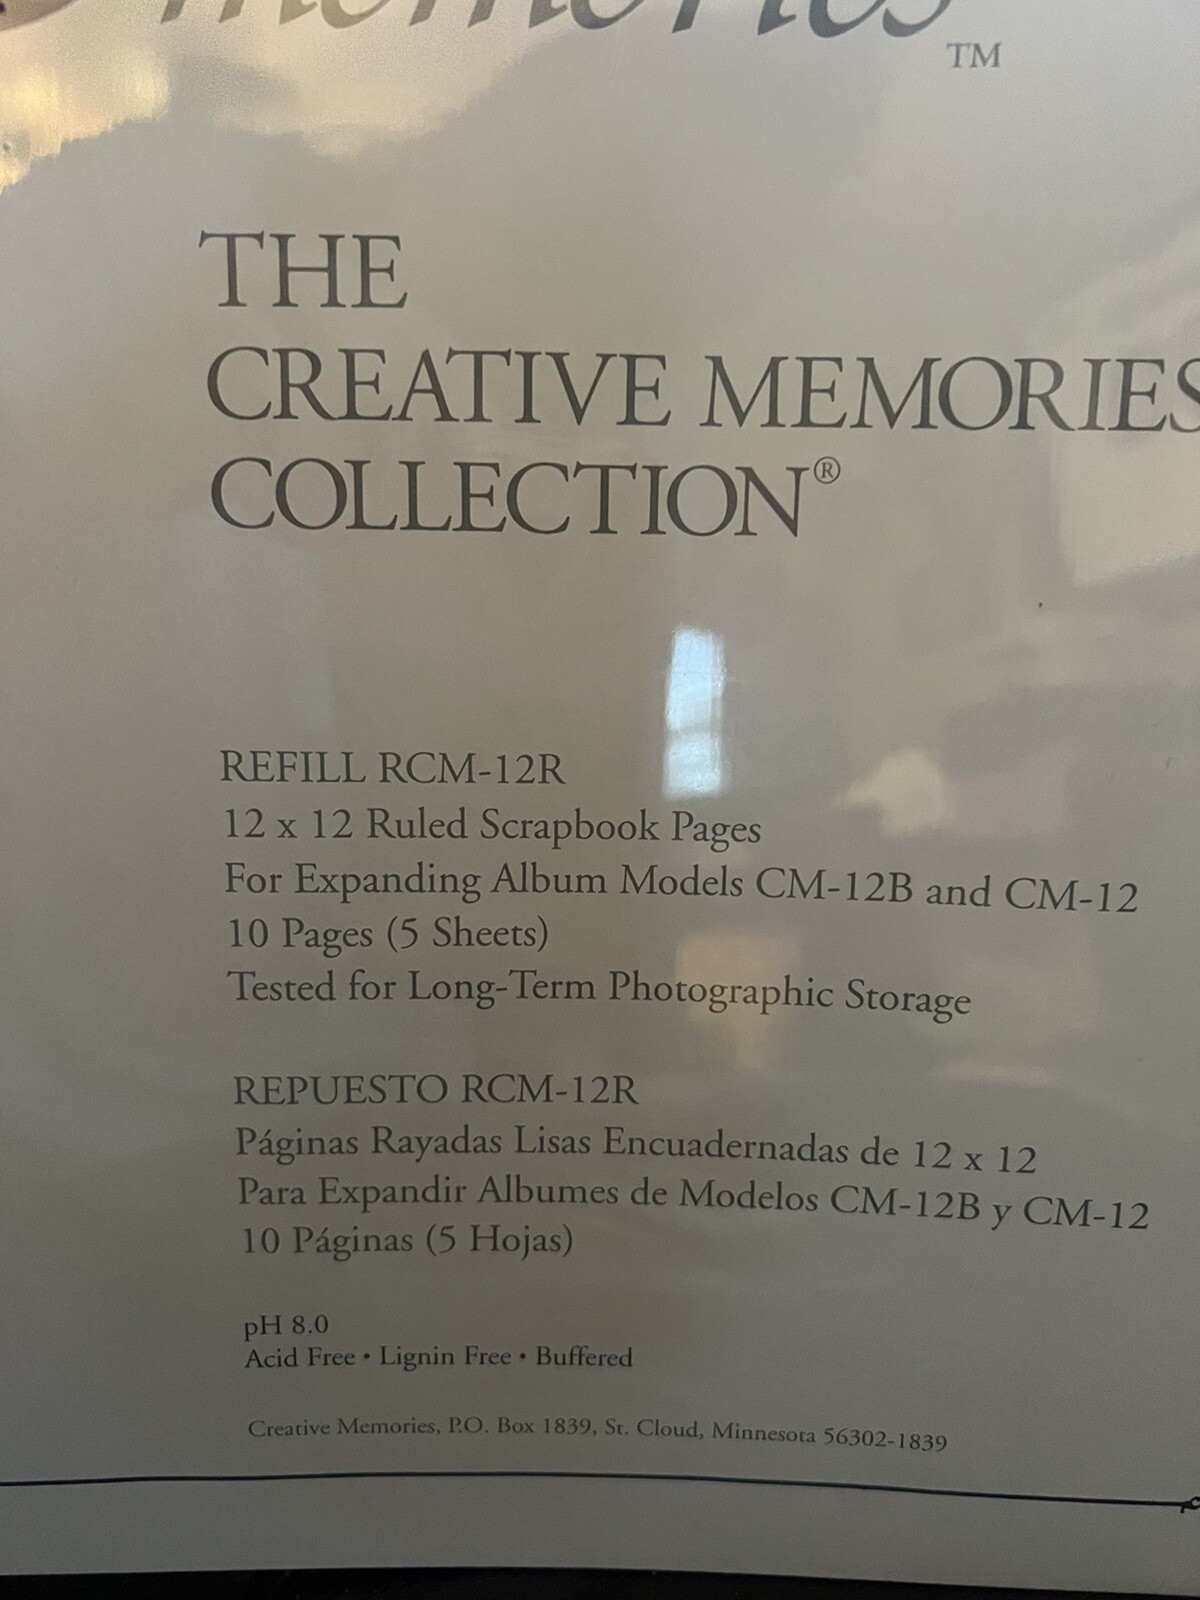 memories
TM
THE
CREATIVE MEMORIES
COLLECTION®
REFILL RCM-12R
12 x 12 Ruled Scrapbook Pages
For Expanding Album Models CM-12B and CM-12
10 Pages (5 Sheets)
Tested for Long-Term Photographic Storage
REPUESTO RCM-12R
Páginas Rayadas Lisas Encuadernadas de 12 x 12
Para Expandir Albumes de Modelos CM-12B y CM-12
10 Páginas (5 Hojas)
pH 8.0
Acid Free • Lignin Free • Buffered
Creative Memories, P.O. Box 1839, St. Cloud, Minnesota 56302-1839